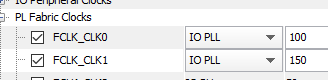 IO Peripheral Clocks
PL Fabric Clocks
FCLK_CLK0 IO PLL 100
FCLK_CLK1 IO PLL 150